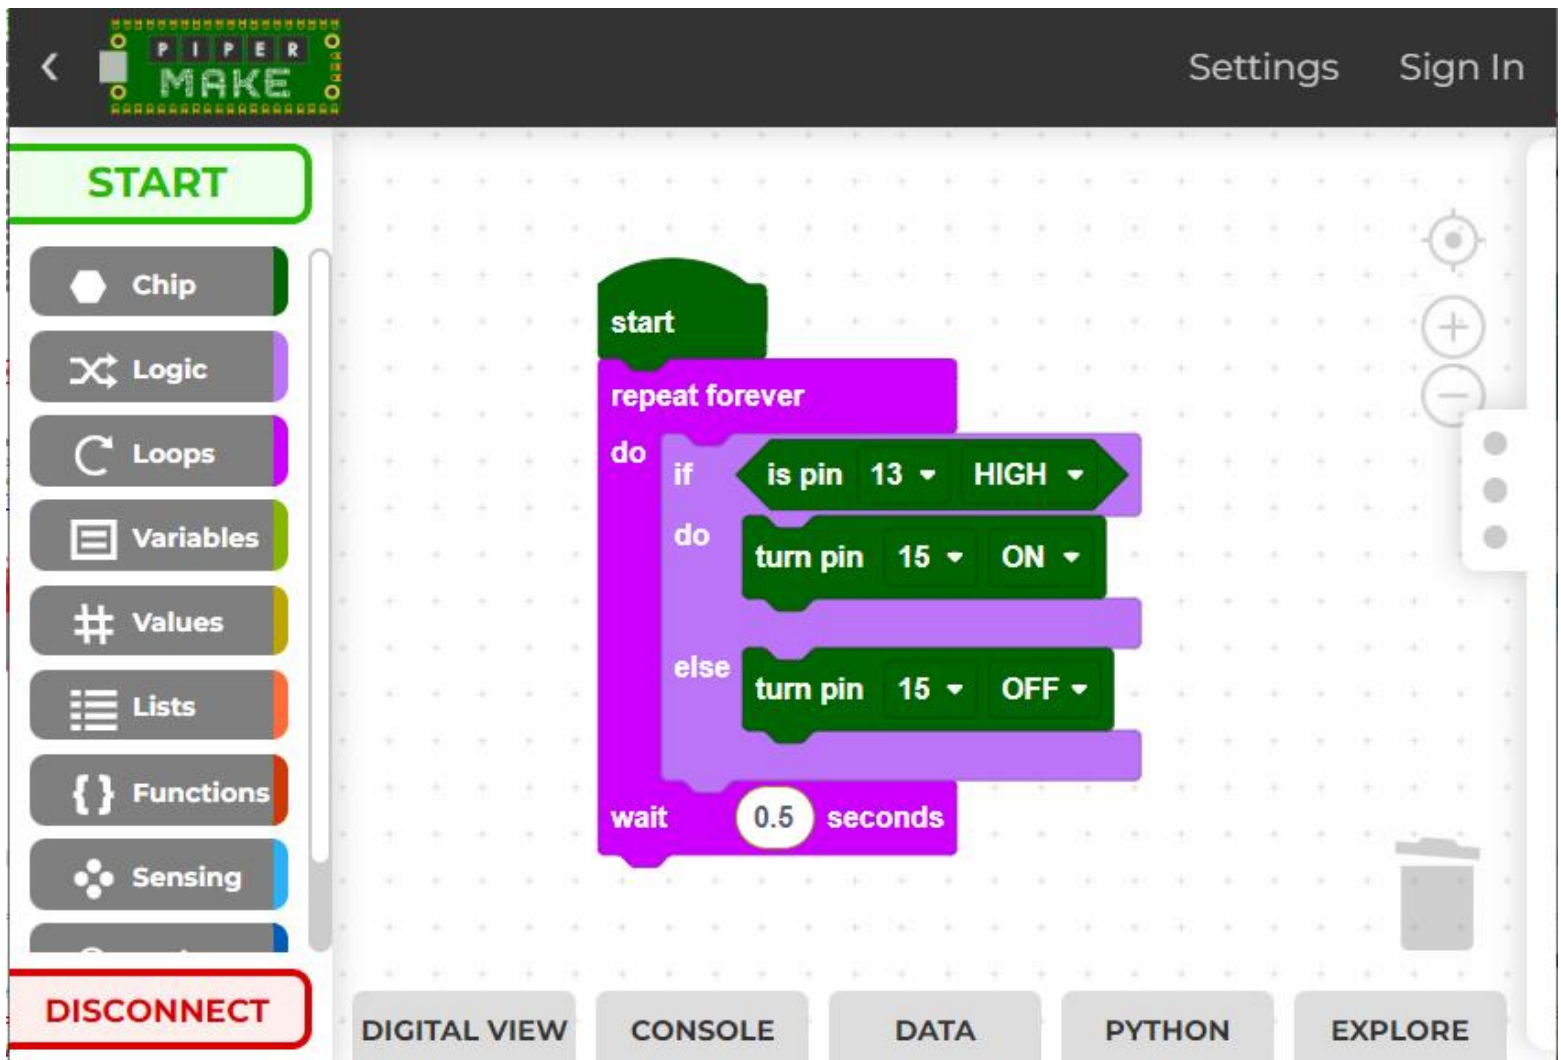 PIPER
MAKE
Settings
Sign In
START
Chip
Logic
Loops
Variables
Values
Lists
Functions
Sensing
DISCONNECT
start
repeat forever
do if is pin 13 HIGH
do turn pin 15 ON
else turn pin 15 OFF
wait 0.5 seconds
DIGITAL VIEW
CONSOLE
DATA
PYTHON
EXPLORE